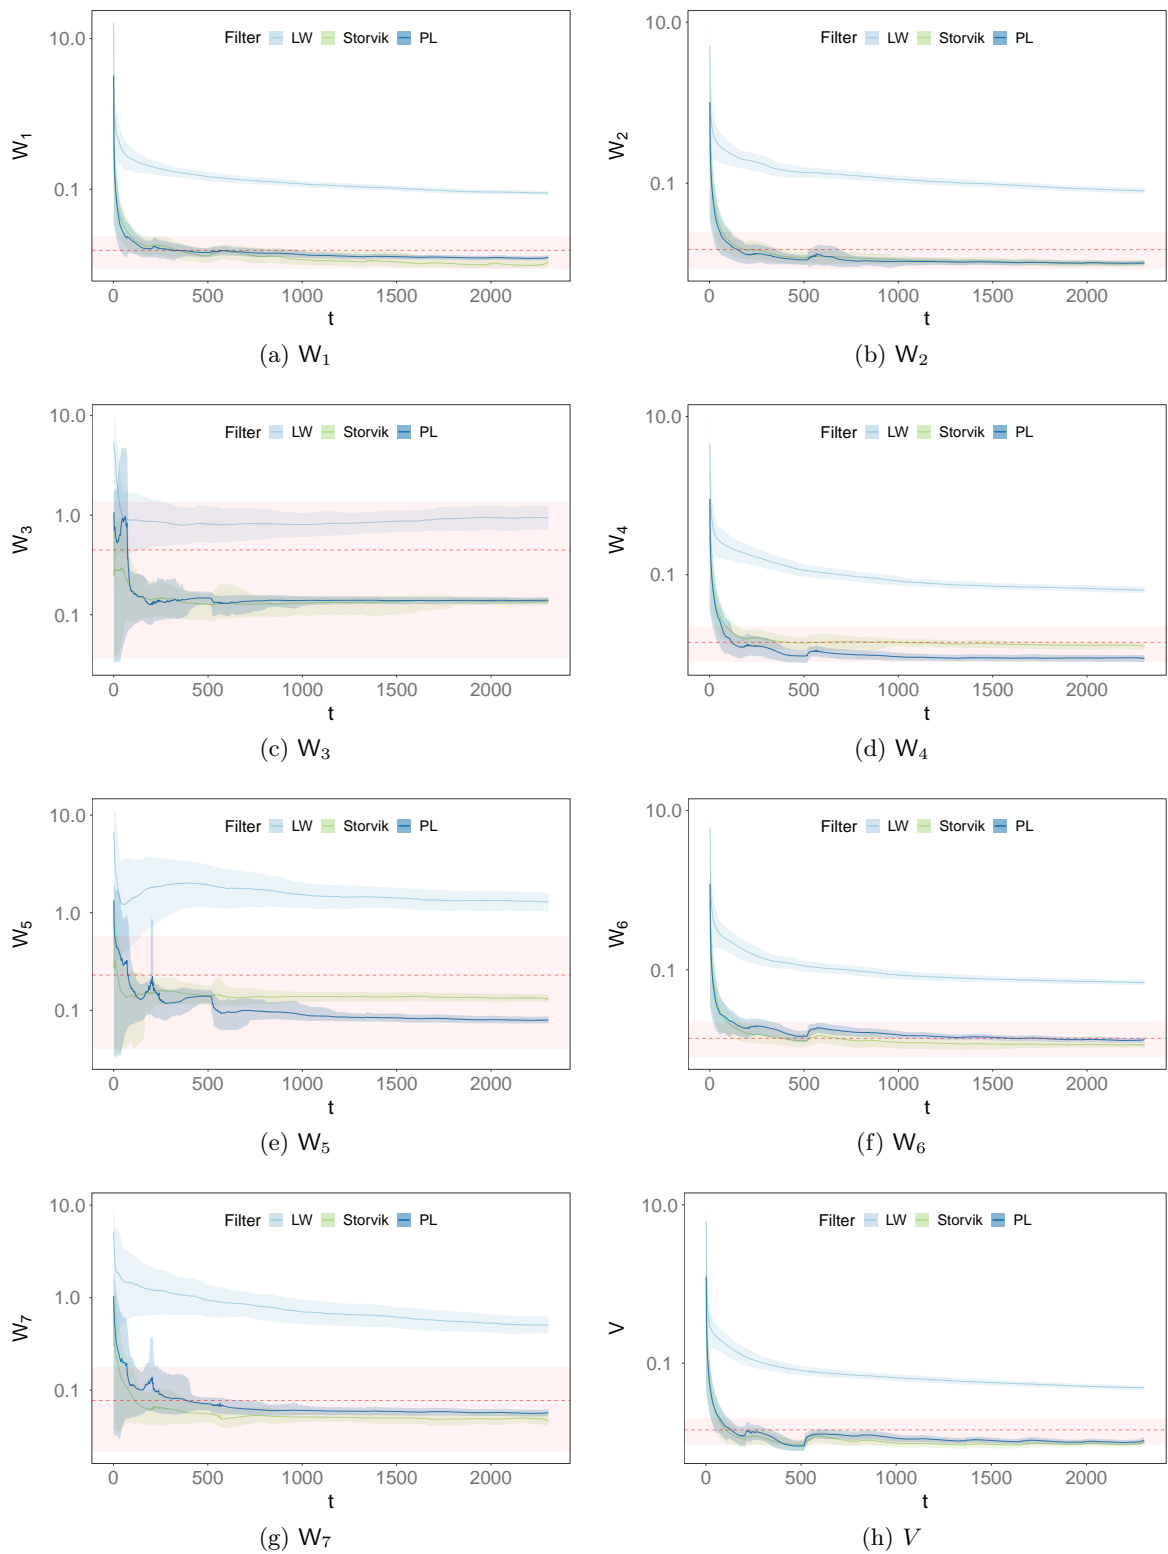 Filter LW Storvik PL
10.0
0.1
W1
0 500 1000 1500 2000
t
(a) W1
Filter LW Storvik PL
10.0
0.1
W2
0 500 1000 1500 2000
t
(b) W2
Filter LW Storvik PL
10.0
1.0
0.1
W3
0 500 1000 1500 2000
t
(c) W3
Filter LW Storvik PL
10.0
0.1
W4
0 500 1000 1500 2000
t
(d) W4
Filter LW Storvik PL
10.0
1.0
0.1
W5
0 500 1000 1500 2000
t
(e) W5
Filter LW Storvik PL
10.0
0.1
W6
0 500 1000 1500 2000
t
(f) W6
Filter LW Storvik PL
10.0
1.0
0.1
W7
0 500 1000 1500 2000
t
(g) W7
Filter LW Storvik PL
10.0
0.1
V
0 500 1000 1500 2000
t
(h) V